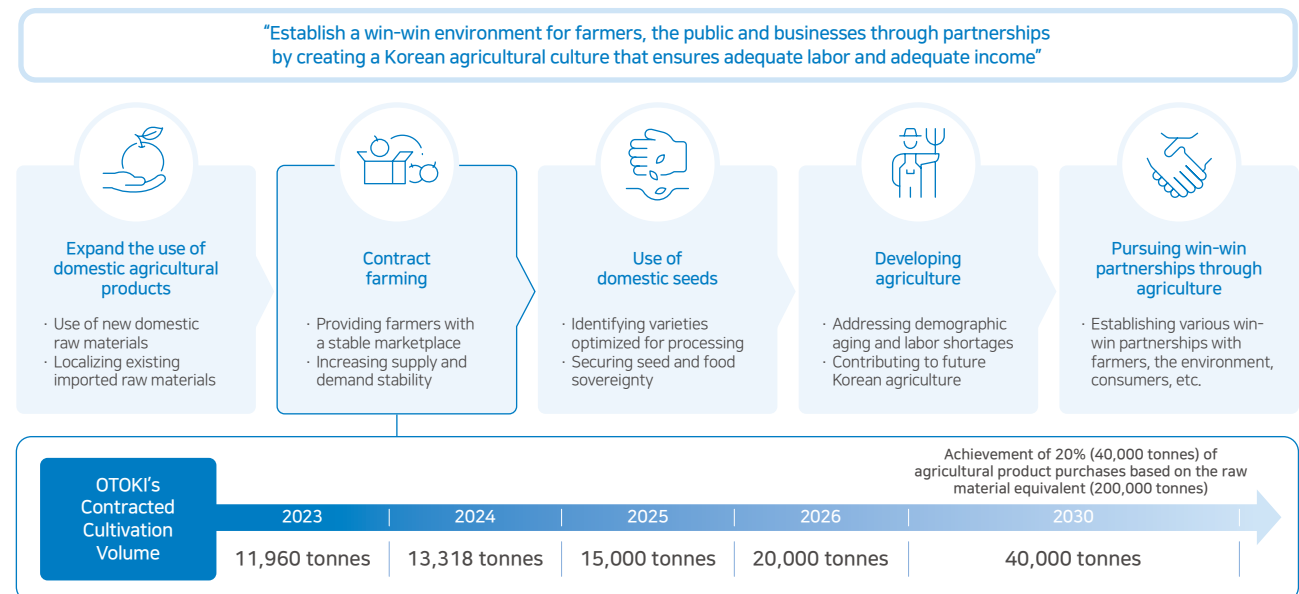 “Establish a win-win environment for farmers, the public and businesses through partnerships
by creating a Korean agricultural culture that ensures adequate labor and adequate income”
Expand the use of
domestic agricultural
products
· Use of new domestic
raw materials
· Localizing existing
imported raw materials
Contract
farming
· Providing farmers with
a stable marketplace
· Increasing supply and
demand stability
Use of
domestic seeds
· Identifying varieties
optimized for processing
· Securing seed and food
sovereignty
Developing
agriculture
· Addressing demographic
aging and labor shortages
· Contributing to future
Korean agriculture
Pursuing win-win
partnerships through
agriculture
· Establishing various win-
win partnerships with
farmers, the environment,
consumers, etc.
OTOKI’s
Contracted
Cultivation
Volume
Achievement of 20% (40,000 tonnes) of
agricultural product purchases based on the raw
material equivalent (200,000 tonnes)
2023
2024
2025
2026
2030
11,960 tonnes
13,318 tonnes
15,000 tonnes
20,000 tonnes
40,000 tonnes